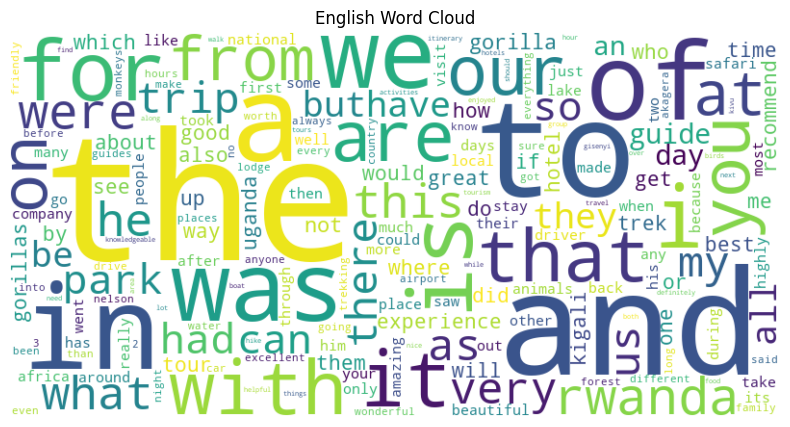 English Word Cloud
friendly find walk make monkeys which like national itinerary hotels should hour who time
for from we visit gorilla an safari
hours first some our just of at
were trip activities everything lake two akagera kivu recommend
before along took worth always but have how so
on about good tours country enjoyed know group gisenyi over
many guides a no well every are days sure hotel if guide birds
the to local got made day next most
see also people lodge would great get you
go up then this do stay tourism travel because me
company places much their they i
he uganda could when
by knowledgeable way not is more driver trek any best
gorillas be drive after anyone there where that his my highly
into area park through trekking while airport did animals back or
need was boat saw place other definitely
in and all
3 went nelson water going experience kigali us one during
been has than 2 had can hike him amazing as out both long said
really lot car tour them your nice will forest different food
africa around night excellent only it very take its
what with helpful things wonderful beautiful rwanda family
even